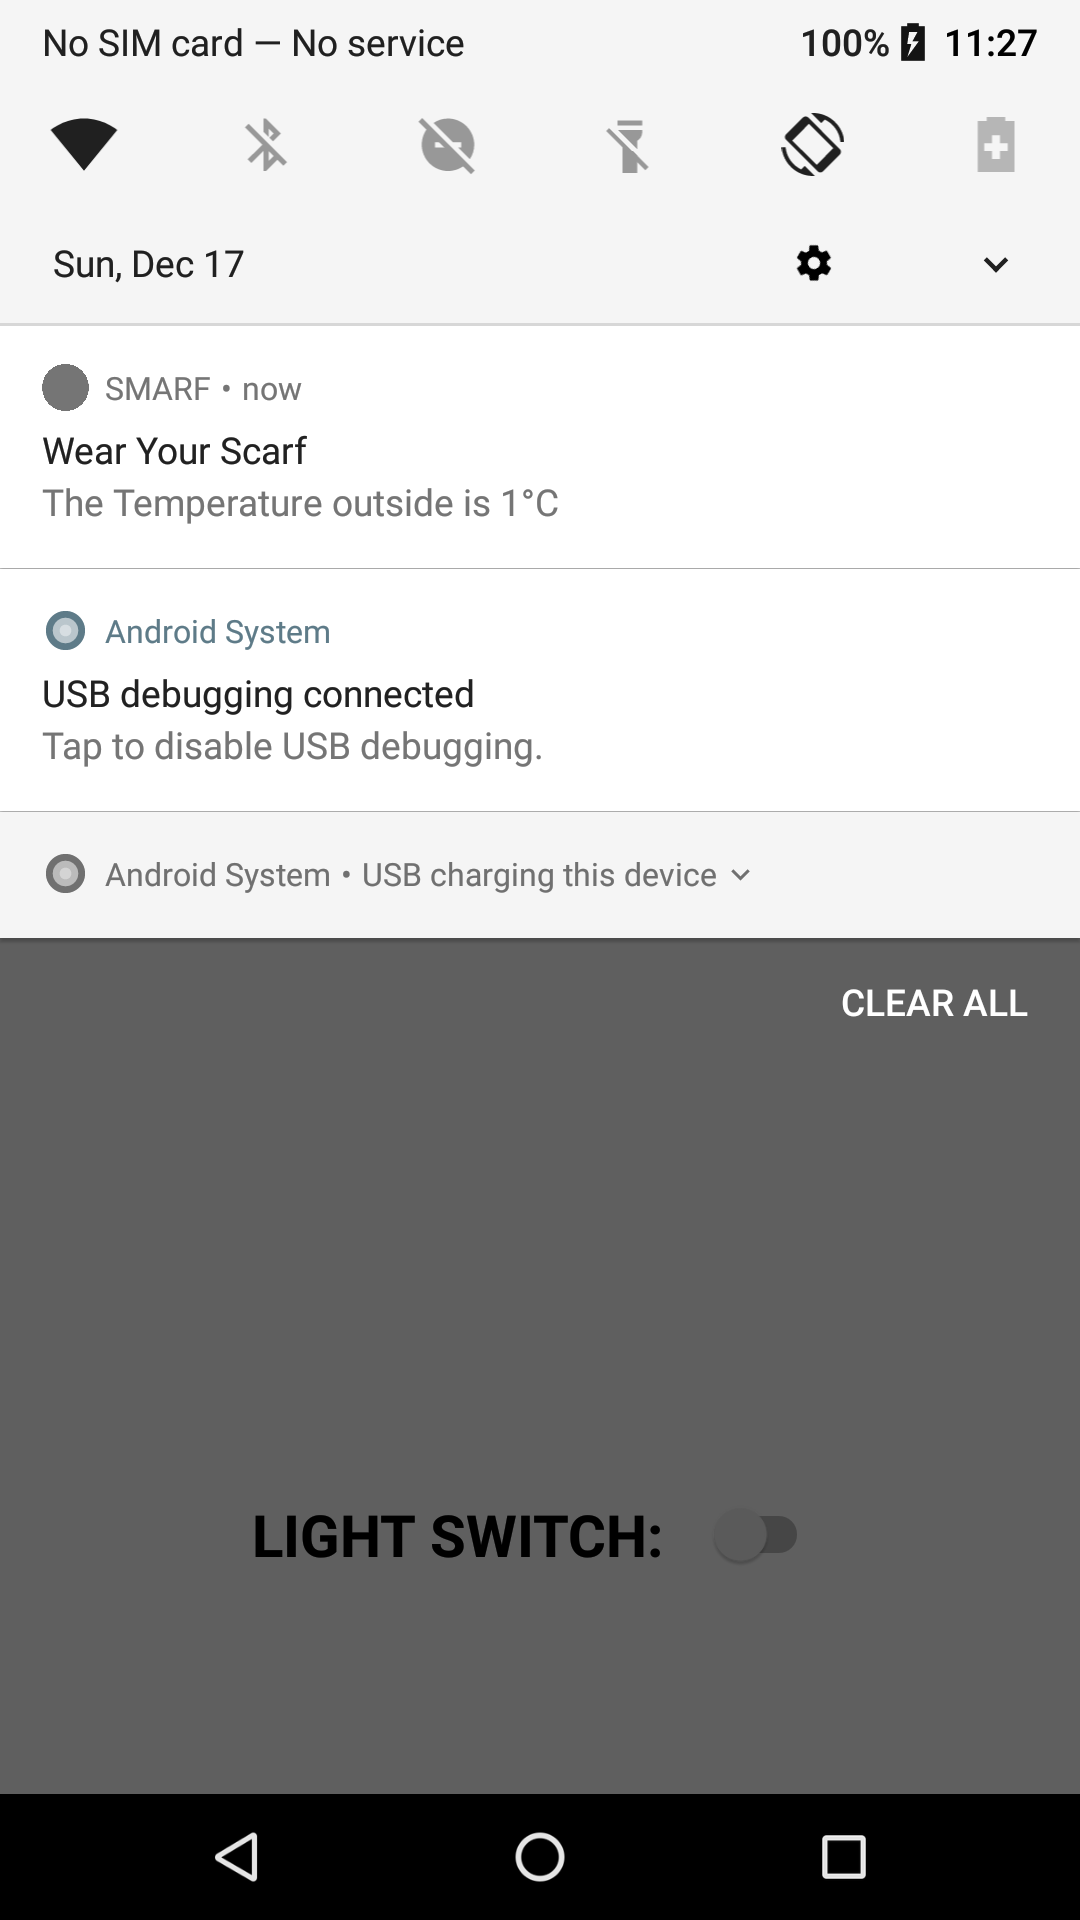 No SIM card — No service 100% 11:27
Sun, Dec 17
SMARF • now
Wear Your Scarf
The Temperature outside is 1°C
Android System
USB debugging connected
Tap to disable USB debugging.
Android System • USB charging this device
CLEAR ALL
LIGHT SWITCH: